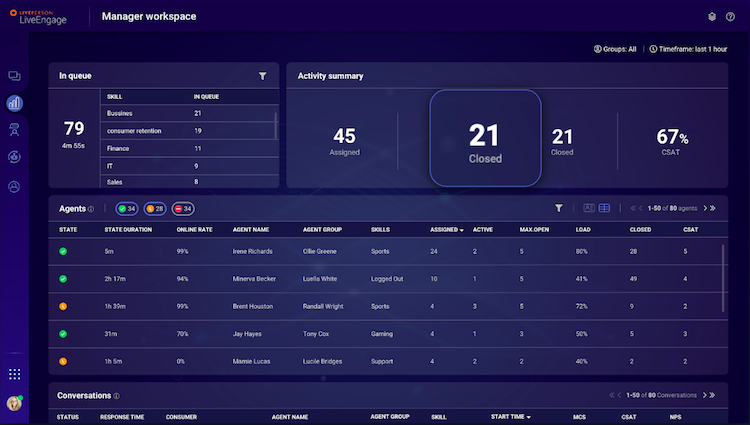 LIVEPERSON
LiveEngage
Manager workspace
Groups: All
Timeframe: last 1 hour
In queue
79
4m 55s
SKILL IN QUEUE
Bussines 21
consumer retention 19
Finance 11
IT 9
Sales 8
Activity summary
45
Assigned
21
Closed
21
Closed
67%
CSAT
Agents 34 28 34 1-50 of 80 agents
STATE STATE DURATION ONLINE RATE AGENT NAME AGENT GROUP SKILLS ASSIGNED ACTIVE MAX.OPEN LOAD CLOSED CSAT
5m 99% Irene Richards Ollie Greene Sports 24 2 5 80% 28 5
2h 17m 94% Minerva Becker Luella White Logged Out 10 1 5 41% 49 4
1h 39m 99% Brent Houston Randall Wright Sports 4 3 5 72% 9 2
31m 70% Jay Hayes Tony Cox Gaming 4 1 3 50% 5 3
1h 5m 0% Mamie Lucas Lucile Bridges Support 4 2 2 40% 2 2
Conversations 1-50 of 80 Conversations
STATUS RESPONSE TIME CONSUMER AGENT NAME AGENT GROUP SKILL START TIME MCS CSAT NPS